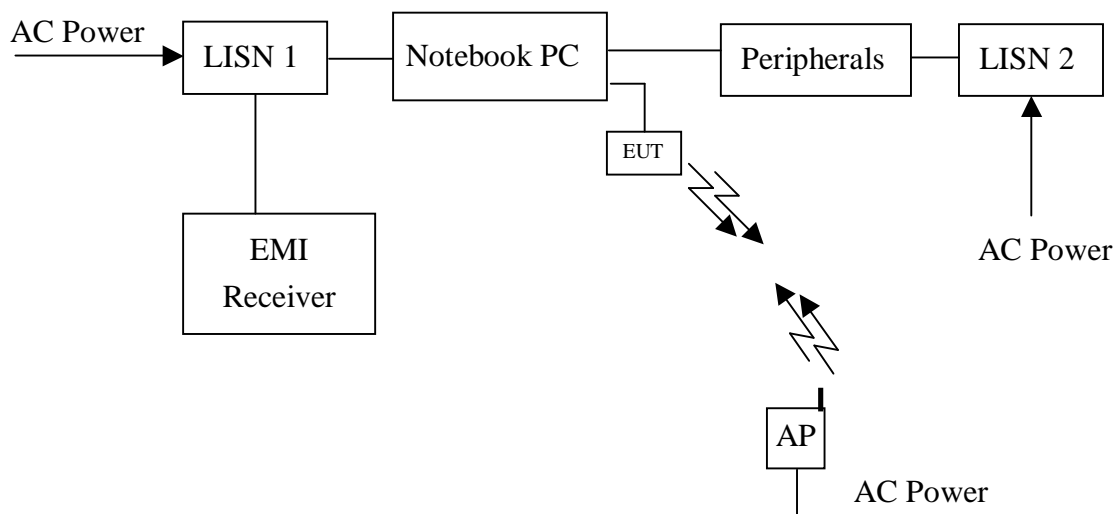 AC Power
LISN 1
Notebook PC
Peripherals
LISN 2
EUT
EMI
Receiver
AC Power
AP
AC Power